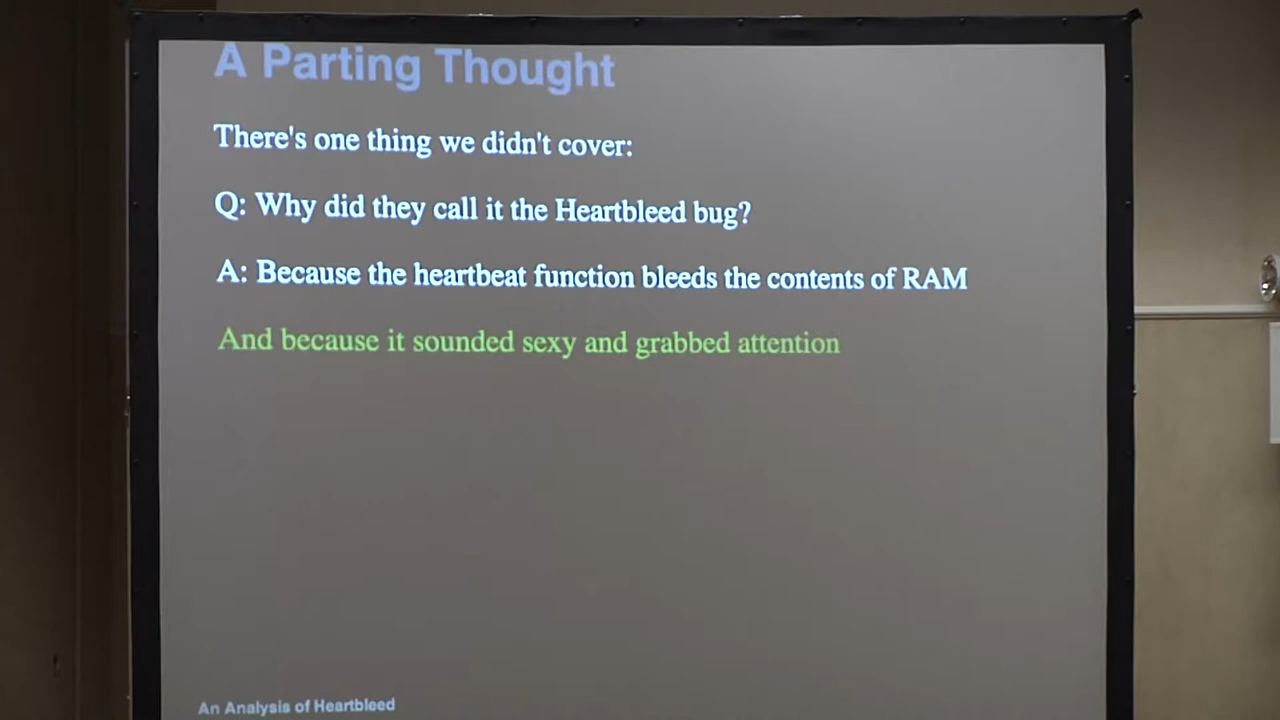 A Parting Thought
There's one thing we didn't cover:
Q: Why did they call it the Heartbleed bug?
A: Because the heartbeat function bleeds the contents of RAM
And because it sounded sexy and grabbed attention
An Analysis of Heartbleed